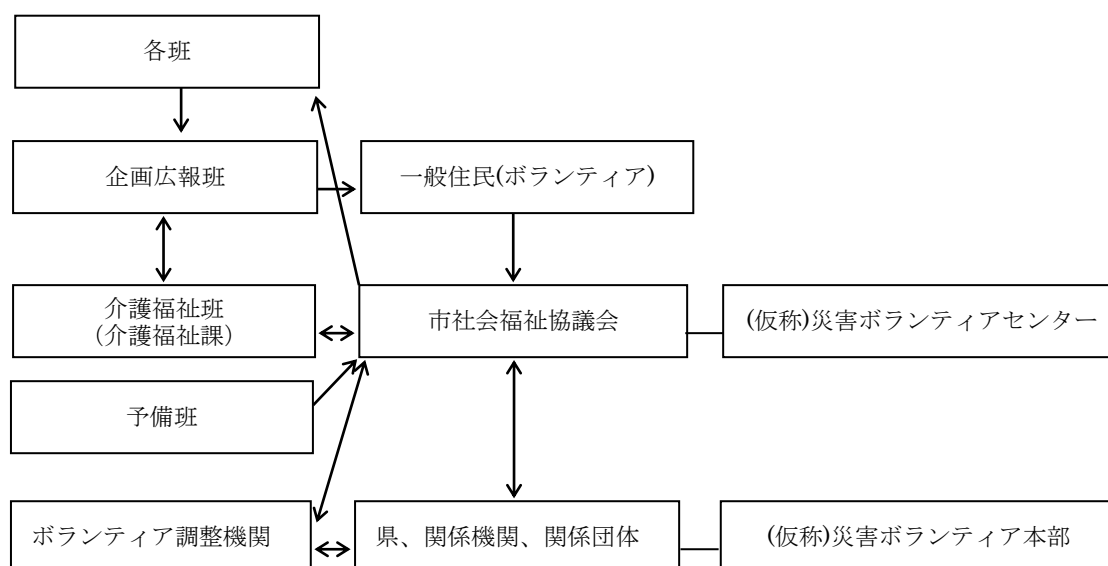 各班
企画広報班
一般住民(ボランティア)
介護福祉班
(介護福祉課)
市社会福祉協議会
(仮称)災害ボランティアセンター
予備班
ボランティア調整機関
県、関係機関、関係団体
(仮称)災害ボランティア本部